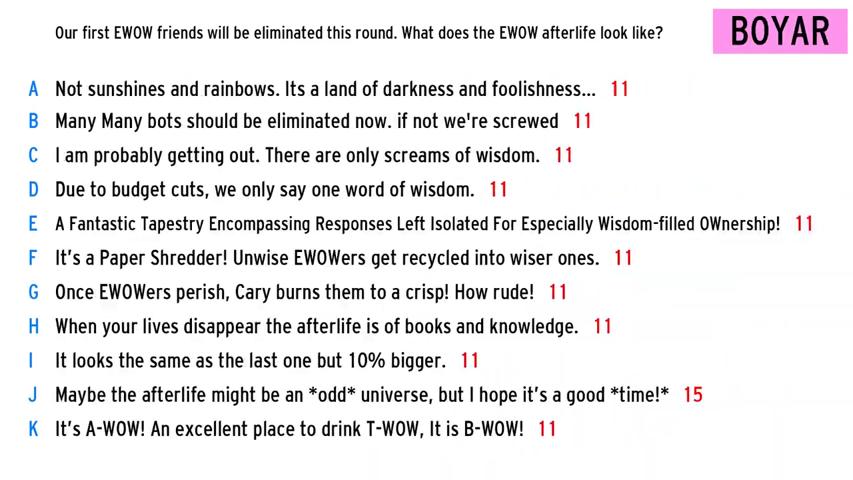 Our first EWOW friends will be eliminated this round. What does the EWOW afterlife look like?
BOYAR
A Not sunshines and rainbows. Its a land of darkness and foolishness... 11
B Many Many bots should be eliminated now. if not we're screwed 11
C I am probably getting out. There are only screams of wisdom. 11
D Due to budget cuts, we only say one word of wisdom. 11
E A Fantastic Tapestry Encompassing Responses Left Isolated For Especially Wisdom-filled OWnership! 11
F It's a Paper Shredder! Unwise EWOWers get recycled into wiser ones. 11
G Once EWOWers perish, Cary burns them to a crisp! How rude! 11
H When your lives disappear the afterlife is of books and knowledge. 11
I It looks the same as the last one but 10% bigger. 11
J Maybe the afterlife might be an *odd* universe, but I hope it's a good *time!* 15
K It's A-WOW! An excellent place to drink T-WOW, It is B-WOW! 11